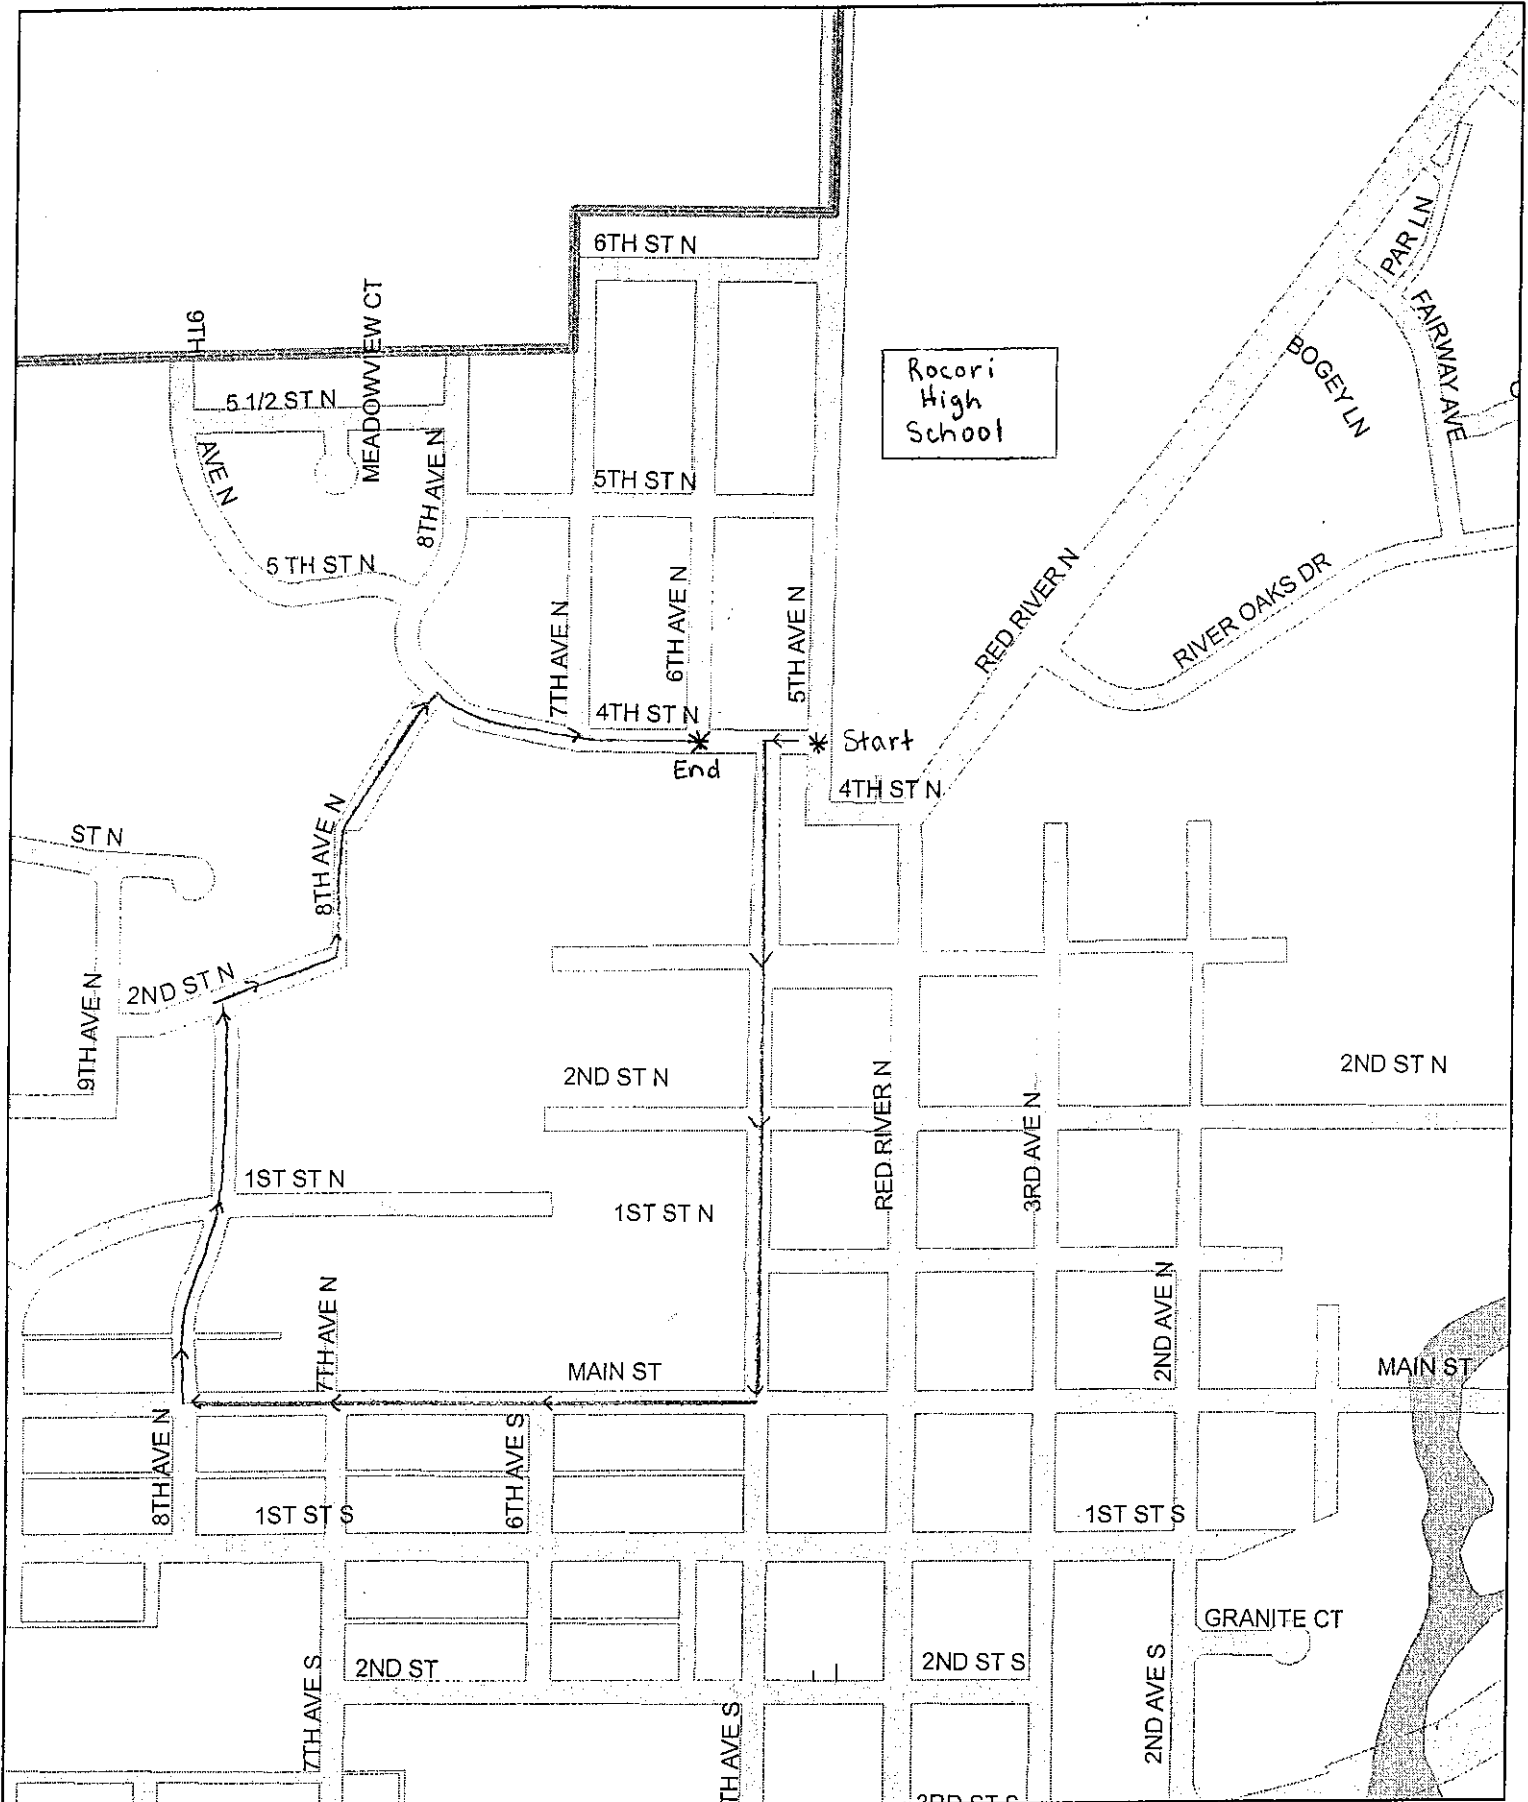 6TH ST N
PAR LN
9TH
MEADOWVIEW CT
FAIRWAY AVE
BOGEY LN
Rocori
High
School
5 1/2 ST N
AVE N
8TH AVE N
5TH ST N
5 TH ST N
RED RIVER N
RIVER OAKS DR
7TH AVE N
6TH AVE N
5TH AVE N
4TH ST N
Start
End
4TH ST N
8TH AVE N
ST N
2ND ST N
9TH AVE N
2ND ST N
2ND ST N
RED RIVER N
3RD AVE N
1ST ST N
1ST ST N
7TH AVE N
2ND AVE N
MAIN ST
MAIN ST
8TH AVE N
6TH AVE S
1ST ST S
1ST ST S
GRANITE CT
2ND ST
2ND ST S
7TH AVE S
TH AVE S
2ND AVE S
3RD ST S